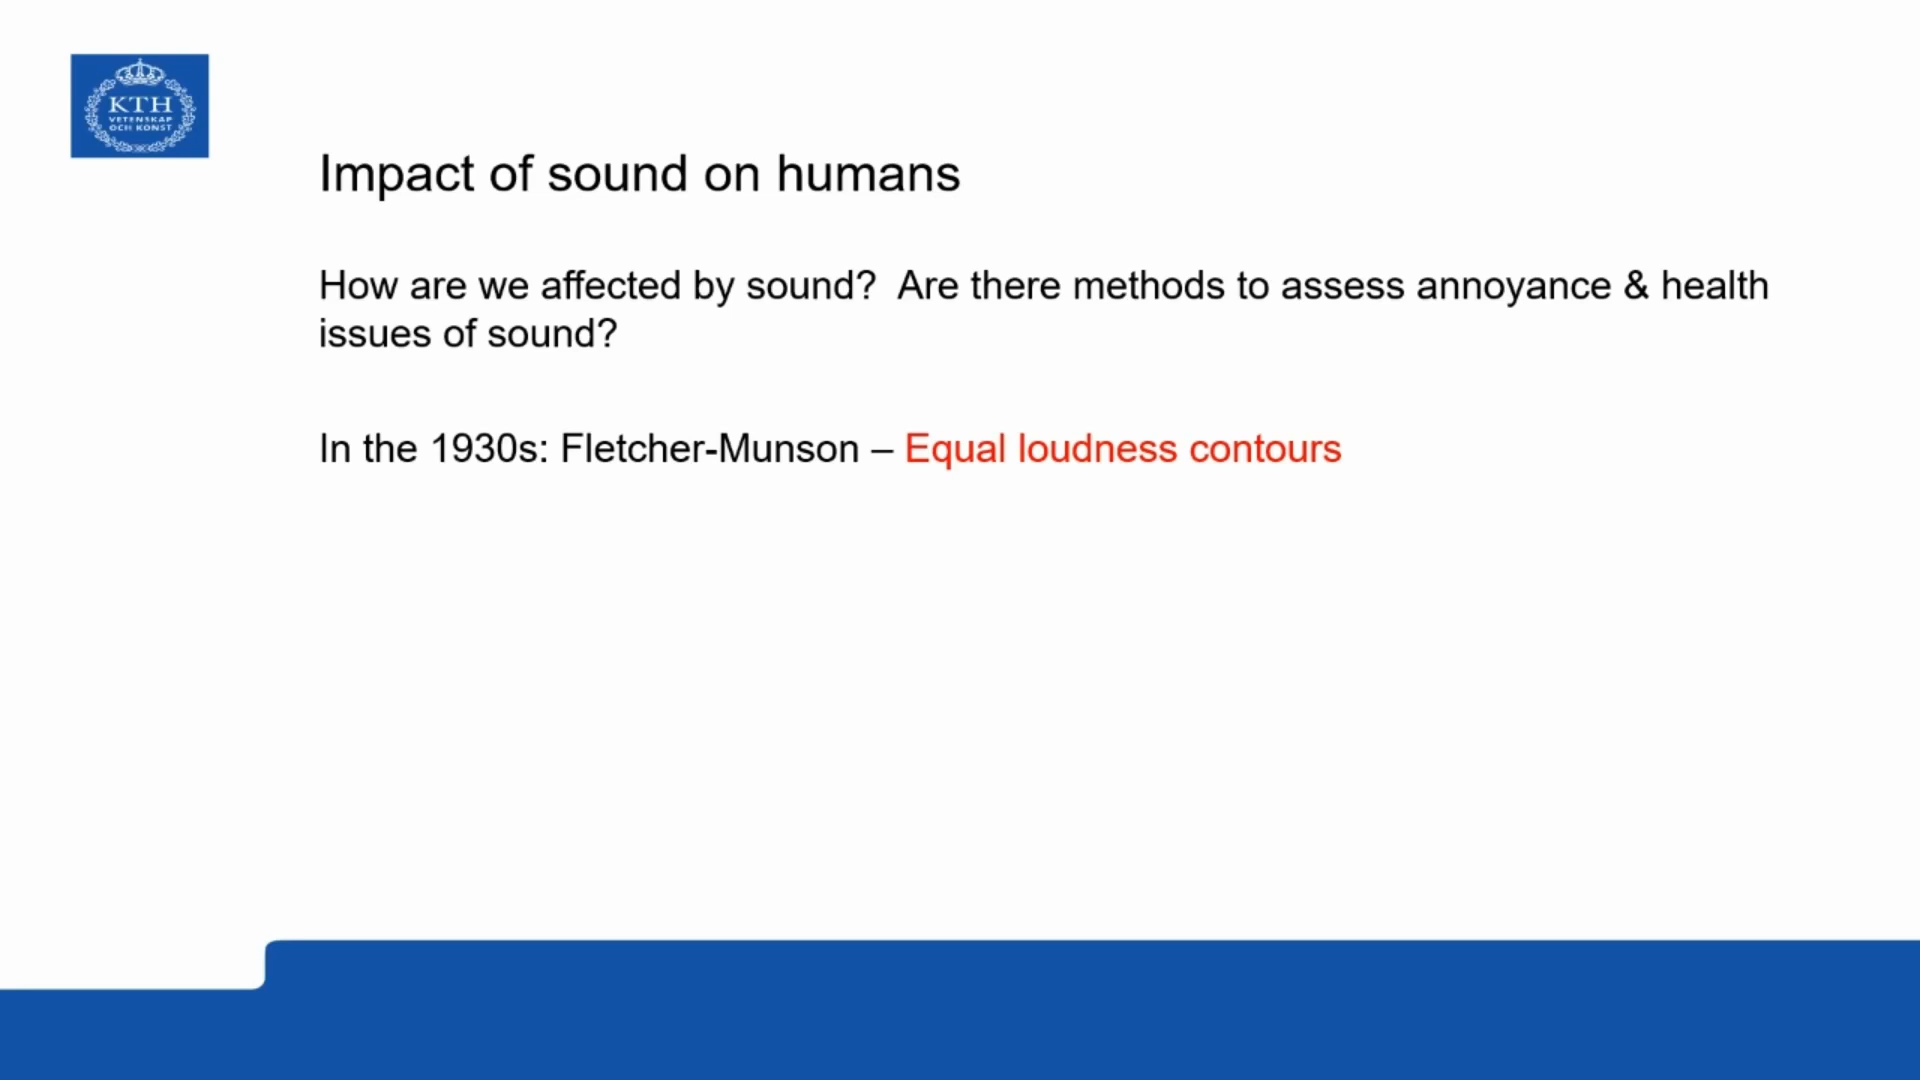 KTH
VETENSKAP
OCH KONST
Impact of sound on humans
How are we affected by sound?  Are there methods to assess annoyance & health
issues of sound?
In the 1930s: Fletcher-Munson – Equal loudness contours